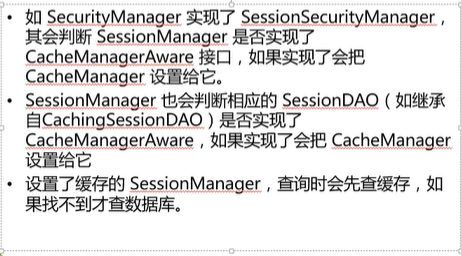 • 如 SecurityManager 实现了 SessionSecurityManager，
其会判断 SessionManager 是否实现了
CacheManagerAware 接口，如果实现了会把
CacheManager 设置给它。
• SessionManager 也会判断相应的 SessionDAO（如继承
自CachingSessionDAO）是否实现了
CacheManagerAware，如果实现了会把 CacheManager
设置给它
• 设置了缓存的 SessionManager，查询时会先查缓存，如
果找不到才查数据库。